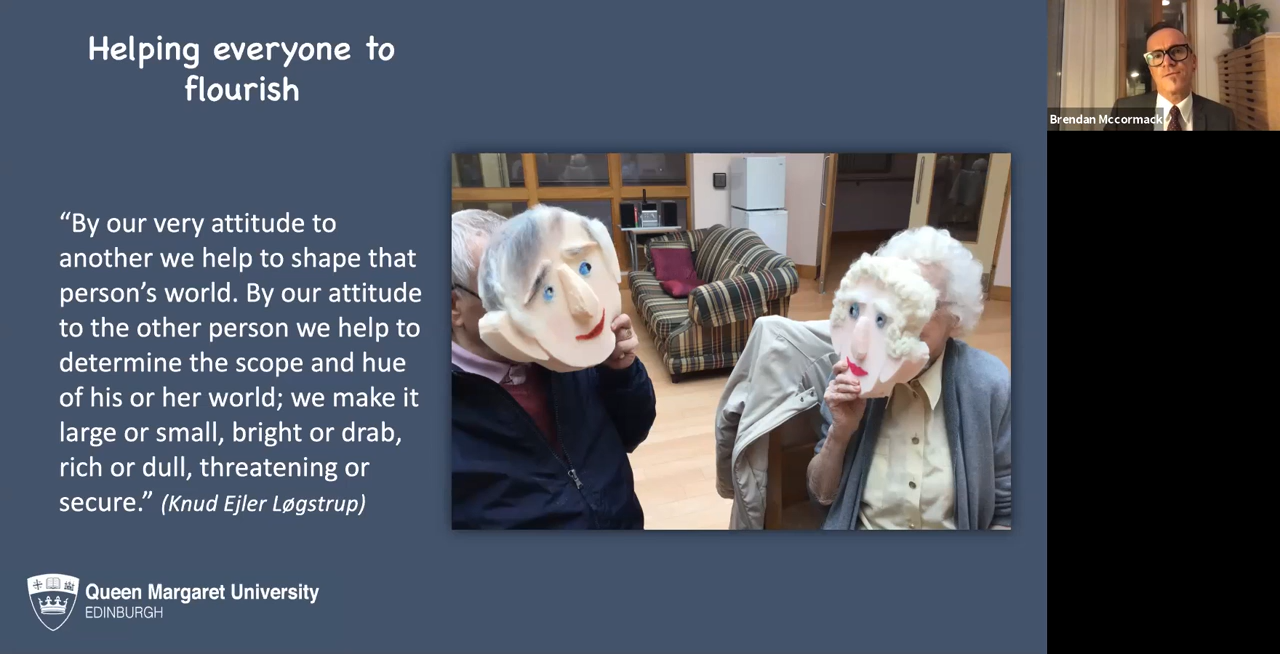 Helping everyone to
flourish
“By our very attitude to
another we help to shape that
person’s world. By our attitude
to the other person we help to
determine the scope and hue
of his or her world; we make it
large or small, bright or drab,
rich or dull, threatening or
secure.” (Knud Ejler Løgstrup)
Queen Margaret University
EDINBURGH
Brendan Mccormack